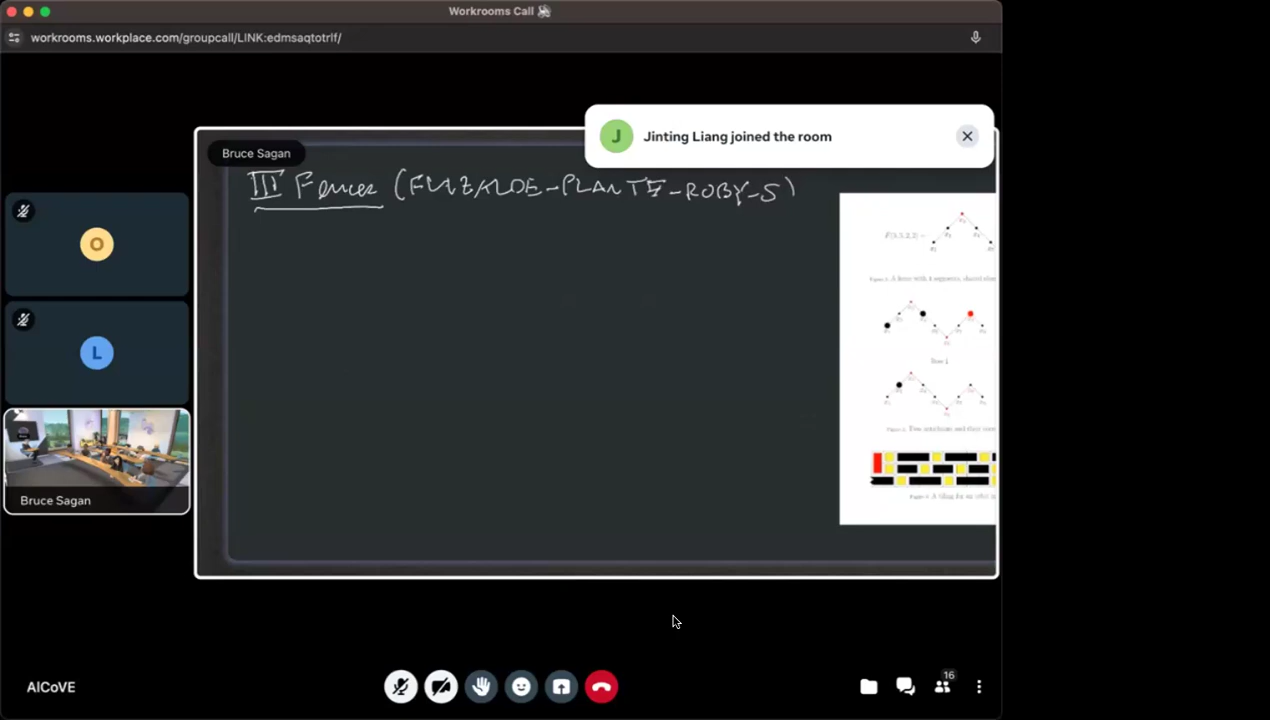 Workrooms Call
workrooms.workplace.com/groupcall/LINK:edmsaqtotrlf/
J
Jinting Liang joined the room
Bruce Sagan
III Fences (ELIZALDE-PLANTE-ROBY-S)
O
L
Bruce Sagan
AICoVE
16